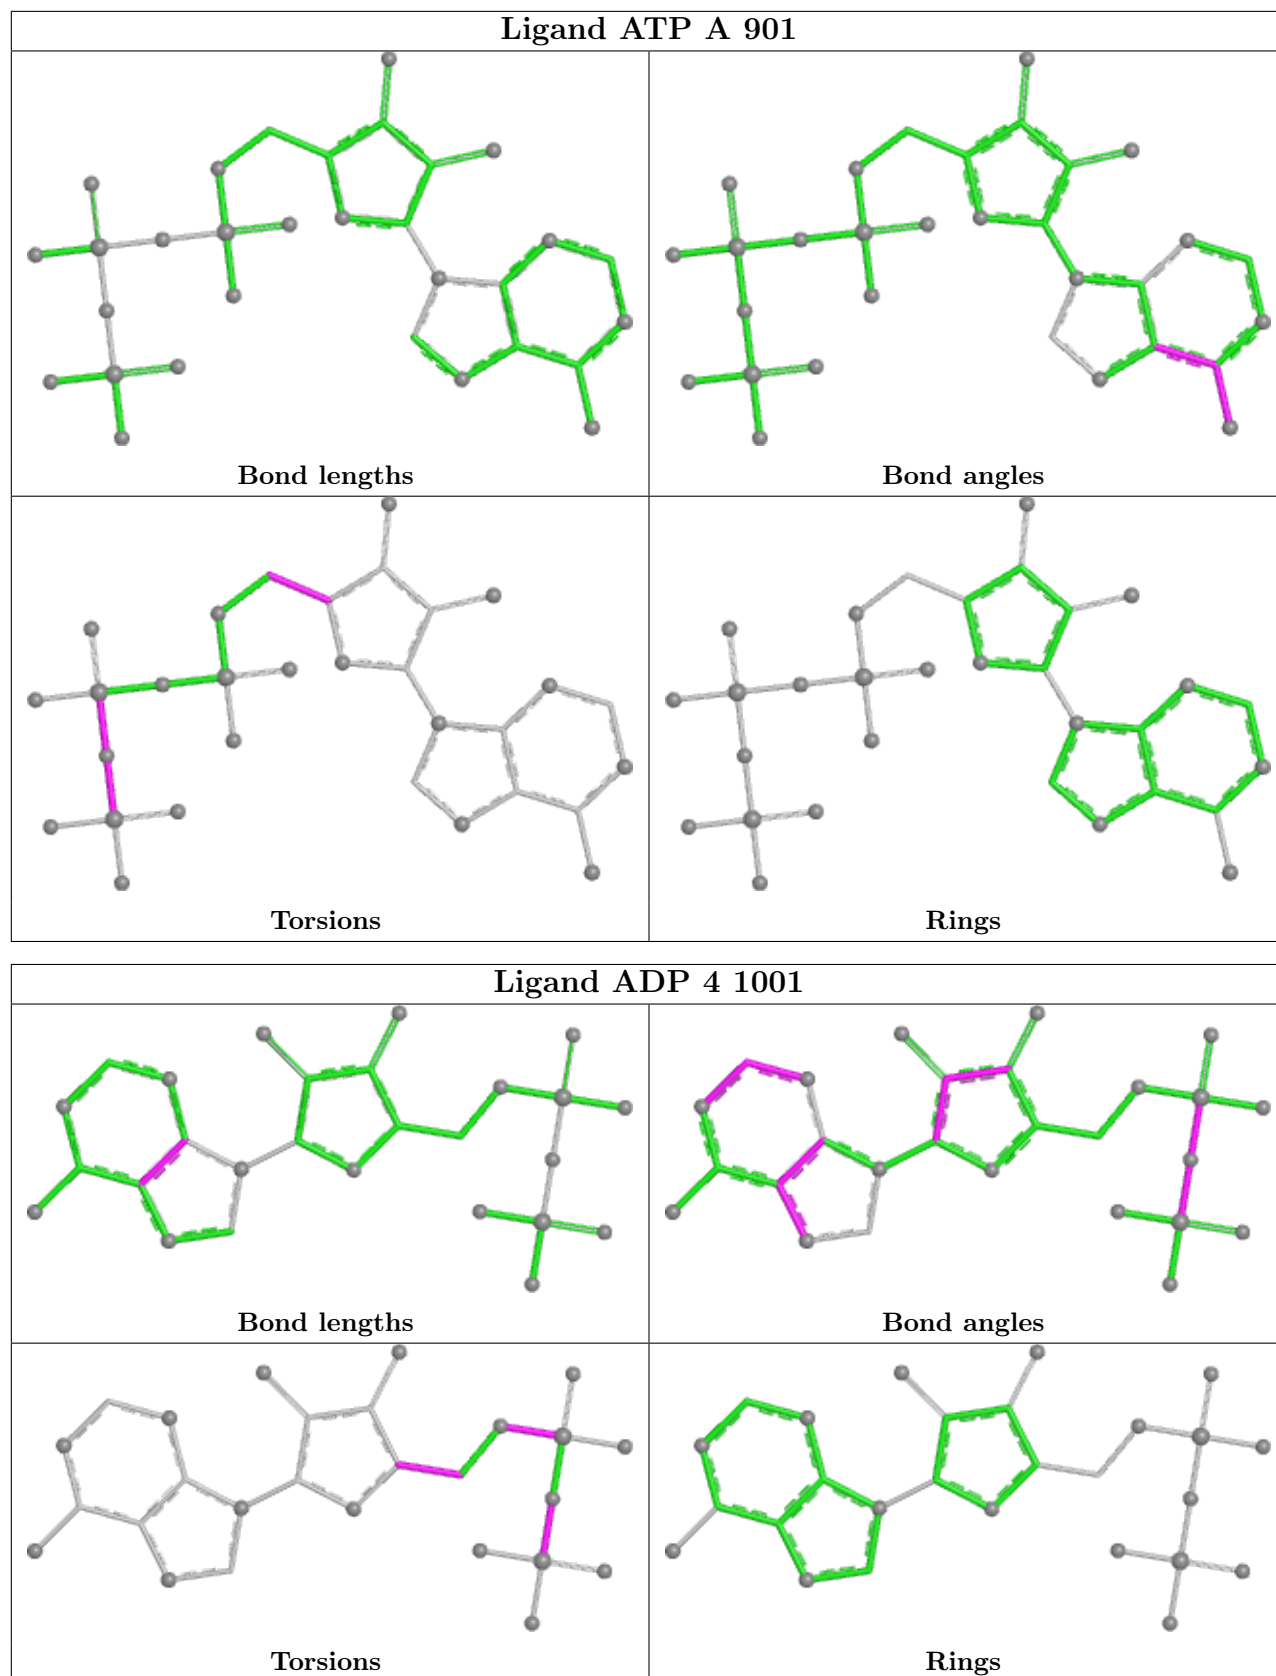 Ligand ATP A 901
Bond lengths
Bond angles
Torsions
Rings
Ligand ADP 4 1001
Bond lengths
Bond angles
Torsions
Rings